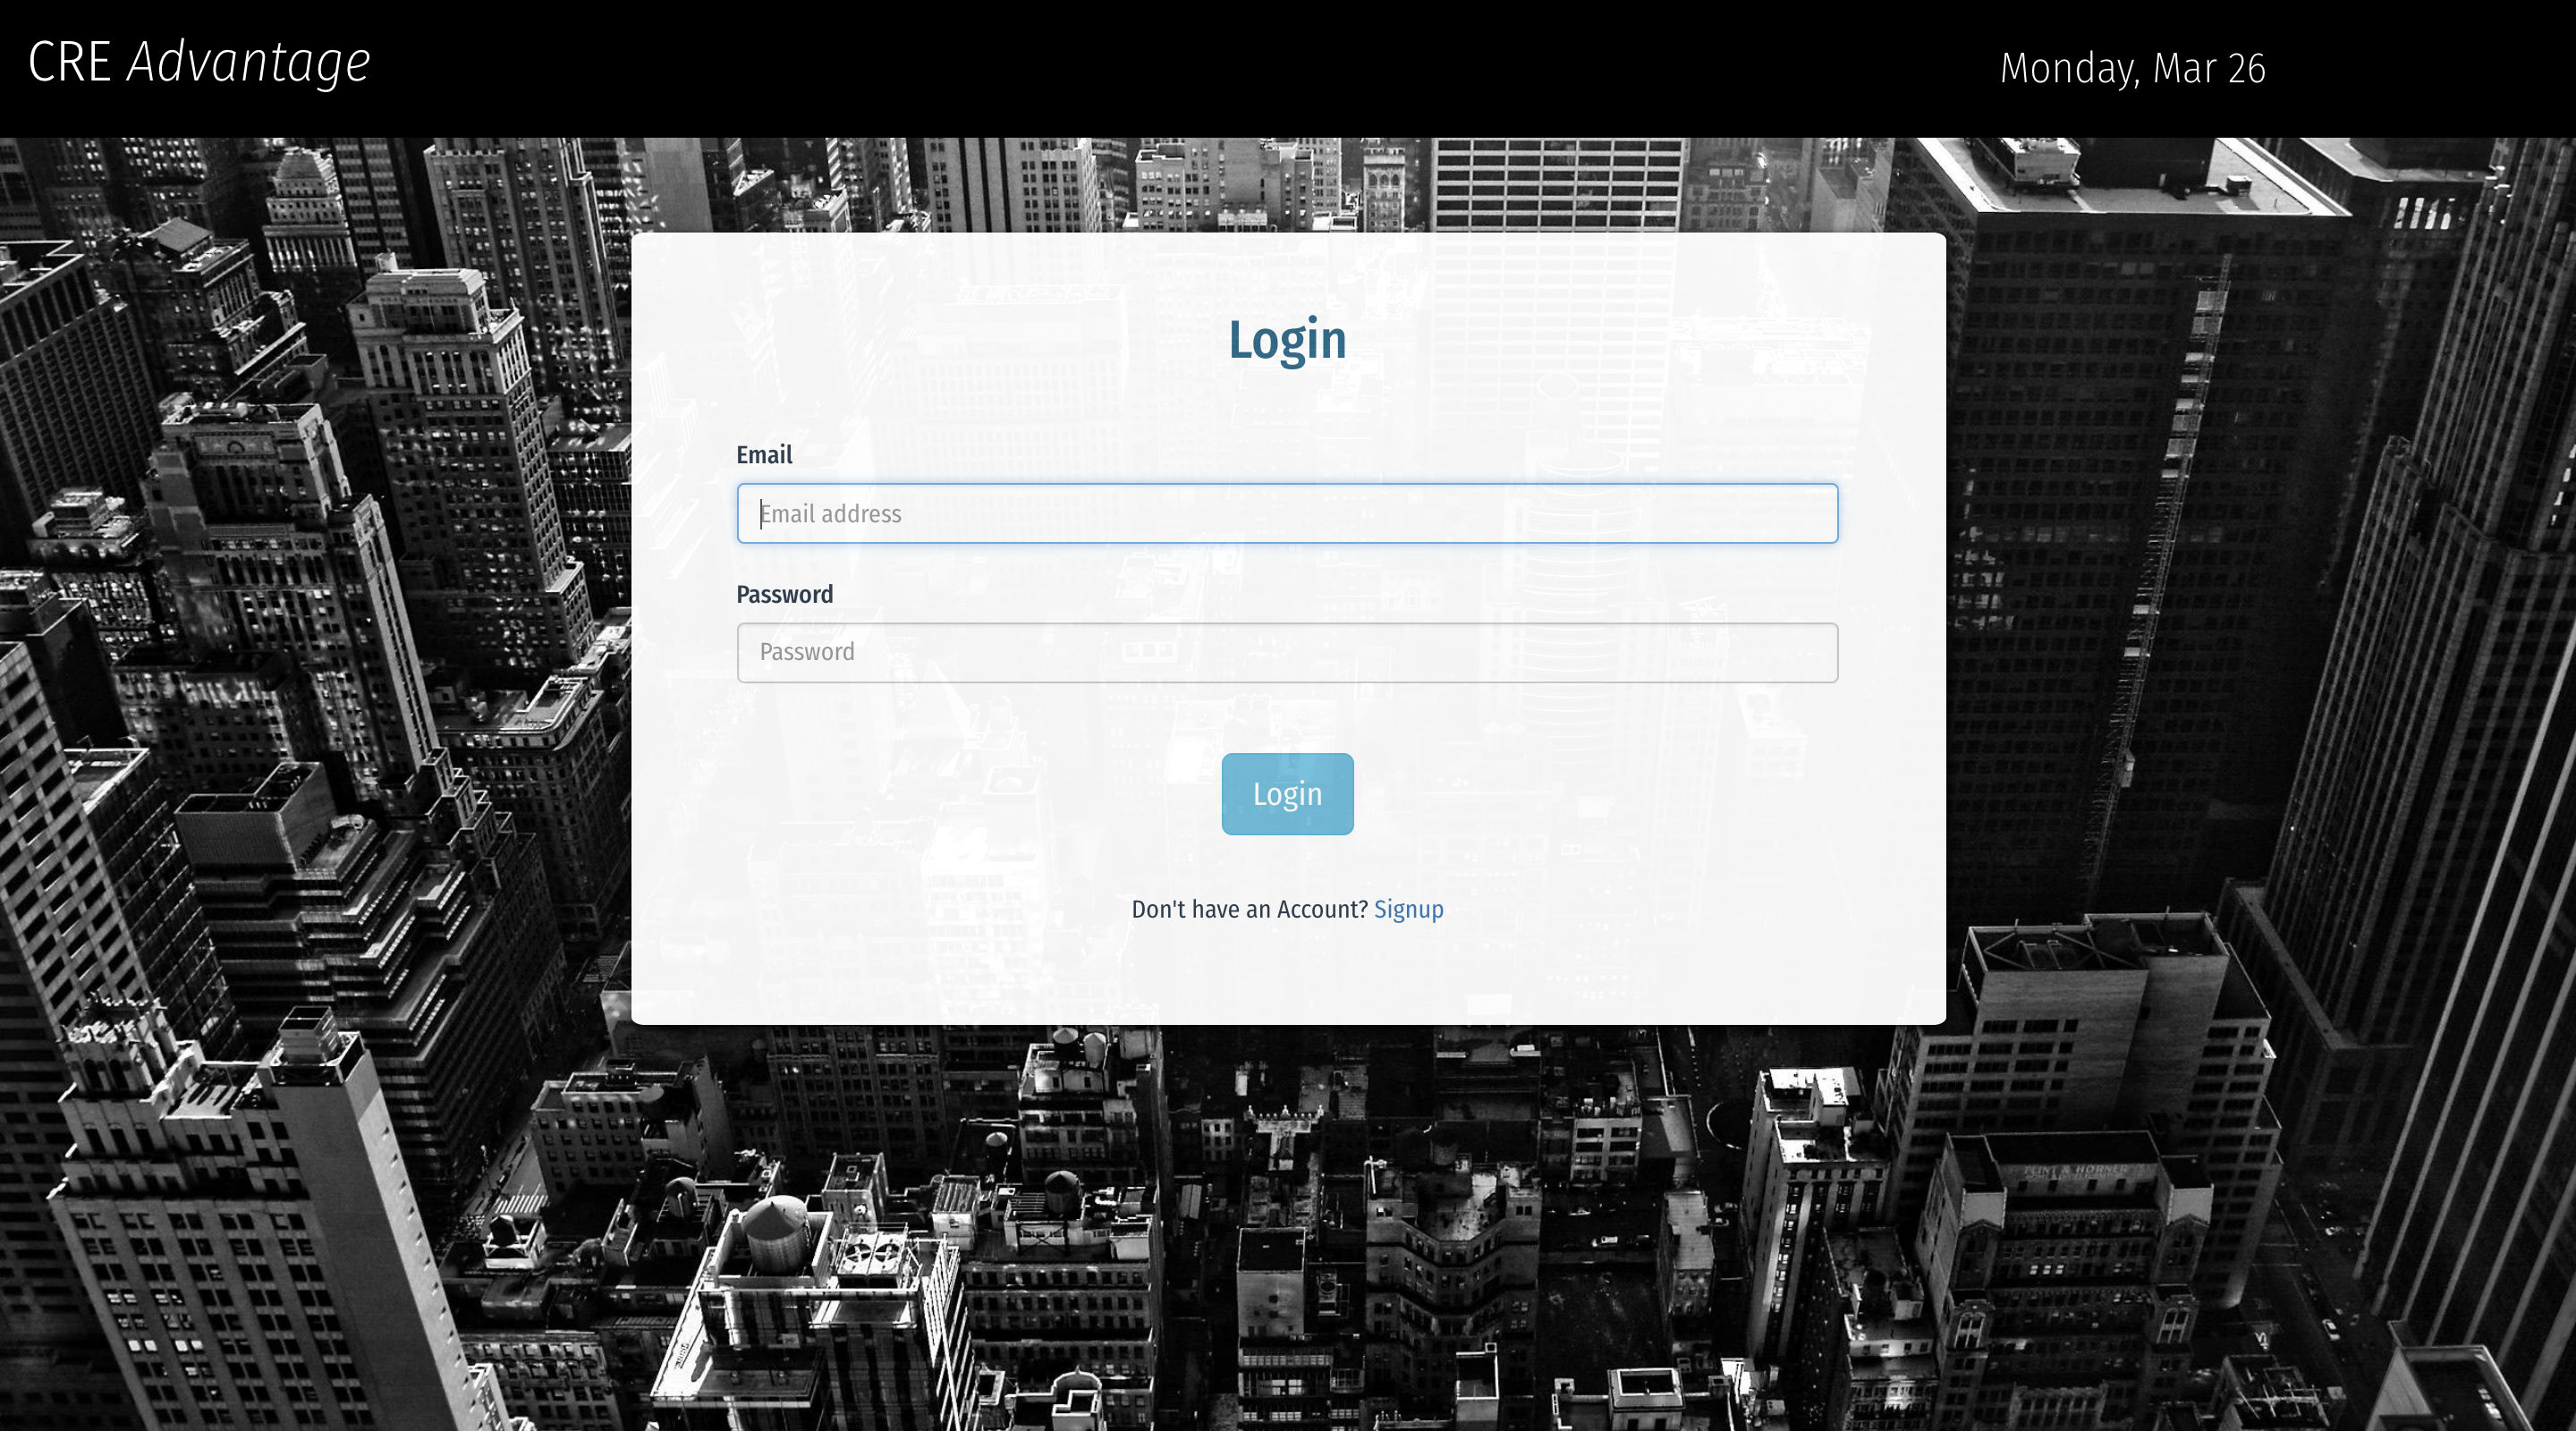 CRE Advantage
Monday, Mar 26
Login
Email
Email address
Password
Password
Login
Don't have an Account? Signup